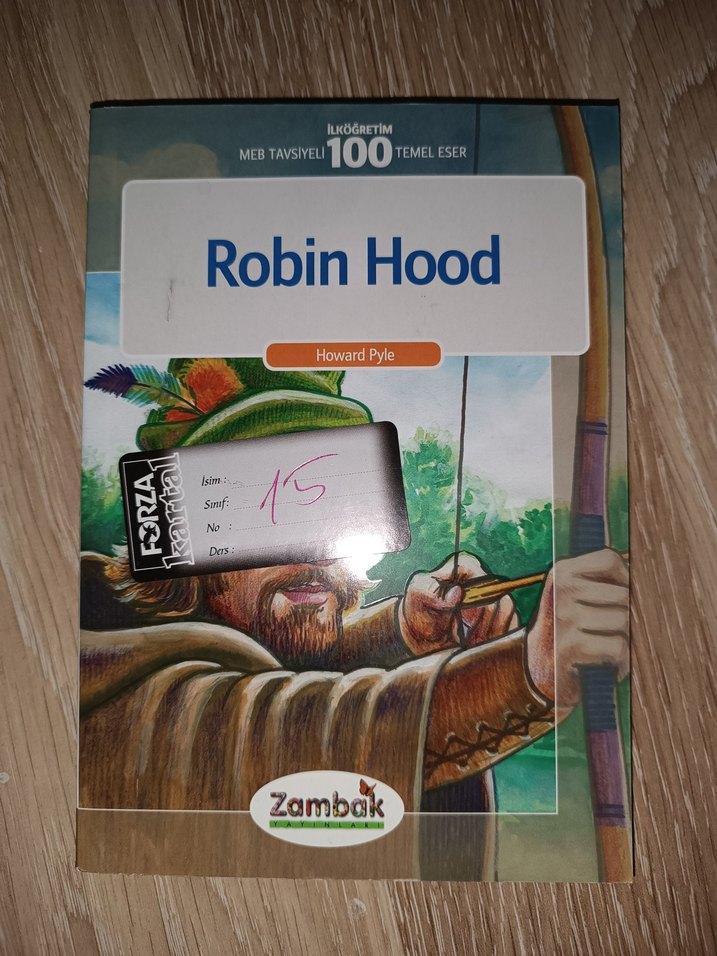 İLKÖĞRETİM
MEB TAVSİYELİ 100 TEMEL ESER
Robin Hood
Howard Pyle
FORZA
kartal
İsim :
Sınıf:
No :
Ders :
15
Zambak
YAYINLARI